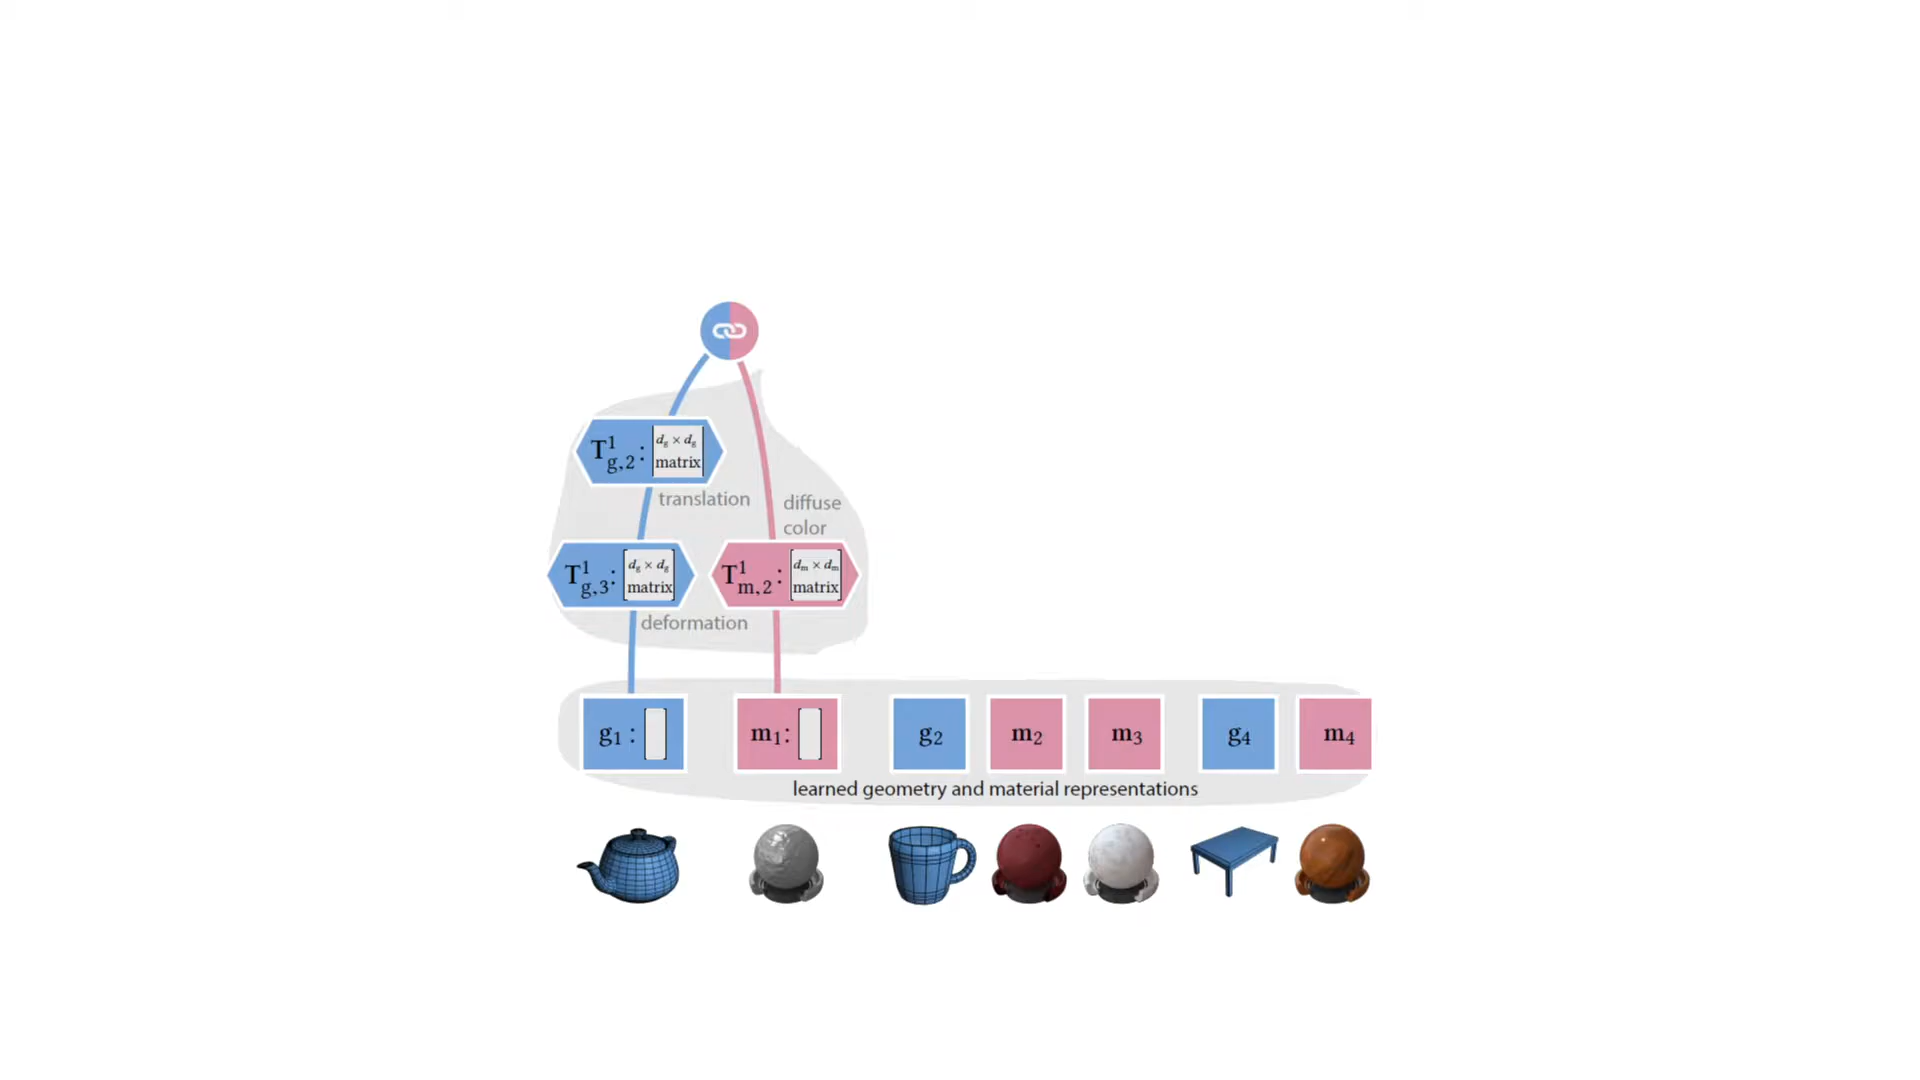 T¹g,2 : [dg × dg matrix]
translation
diffuse
color
T¹g,3 : [dg × dg matrix]
T¹m,2 : [dm × dm matrix]
deformation
g1 :
m1 :
g2
m2
m3
g4
m4
learned geometry and material representations